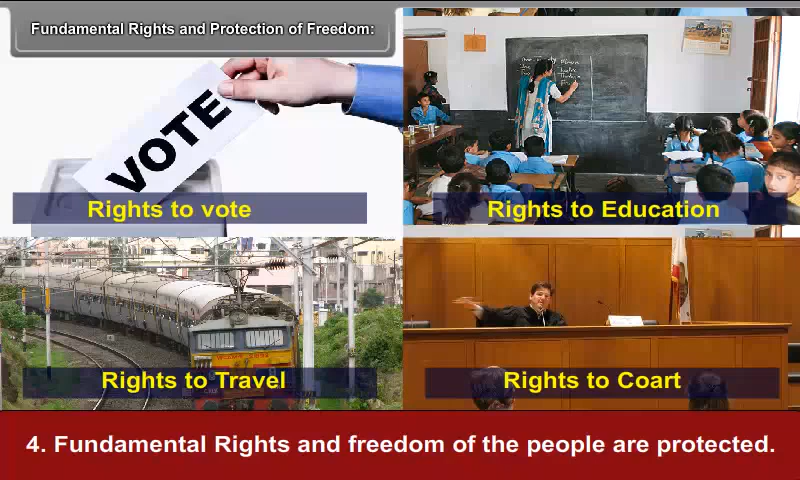 Fundamental Rights and Protection of Freedom:
VOTE
Rights to vote
Rights to Education
Rights to Travel
Rights to Coart
4. Fundamental Rights and freedom of the people are protected.